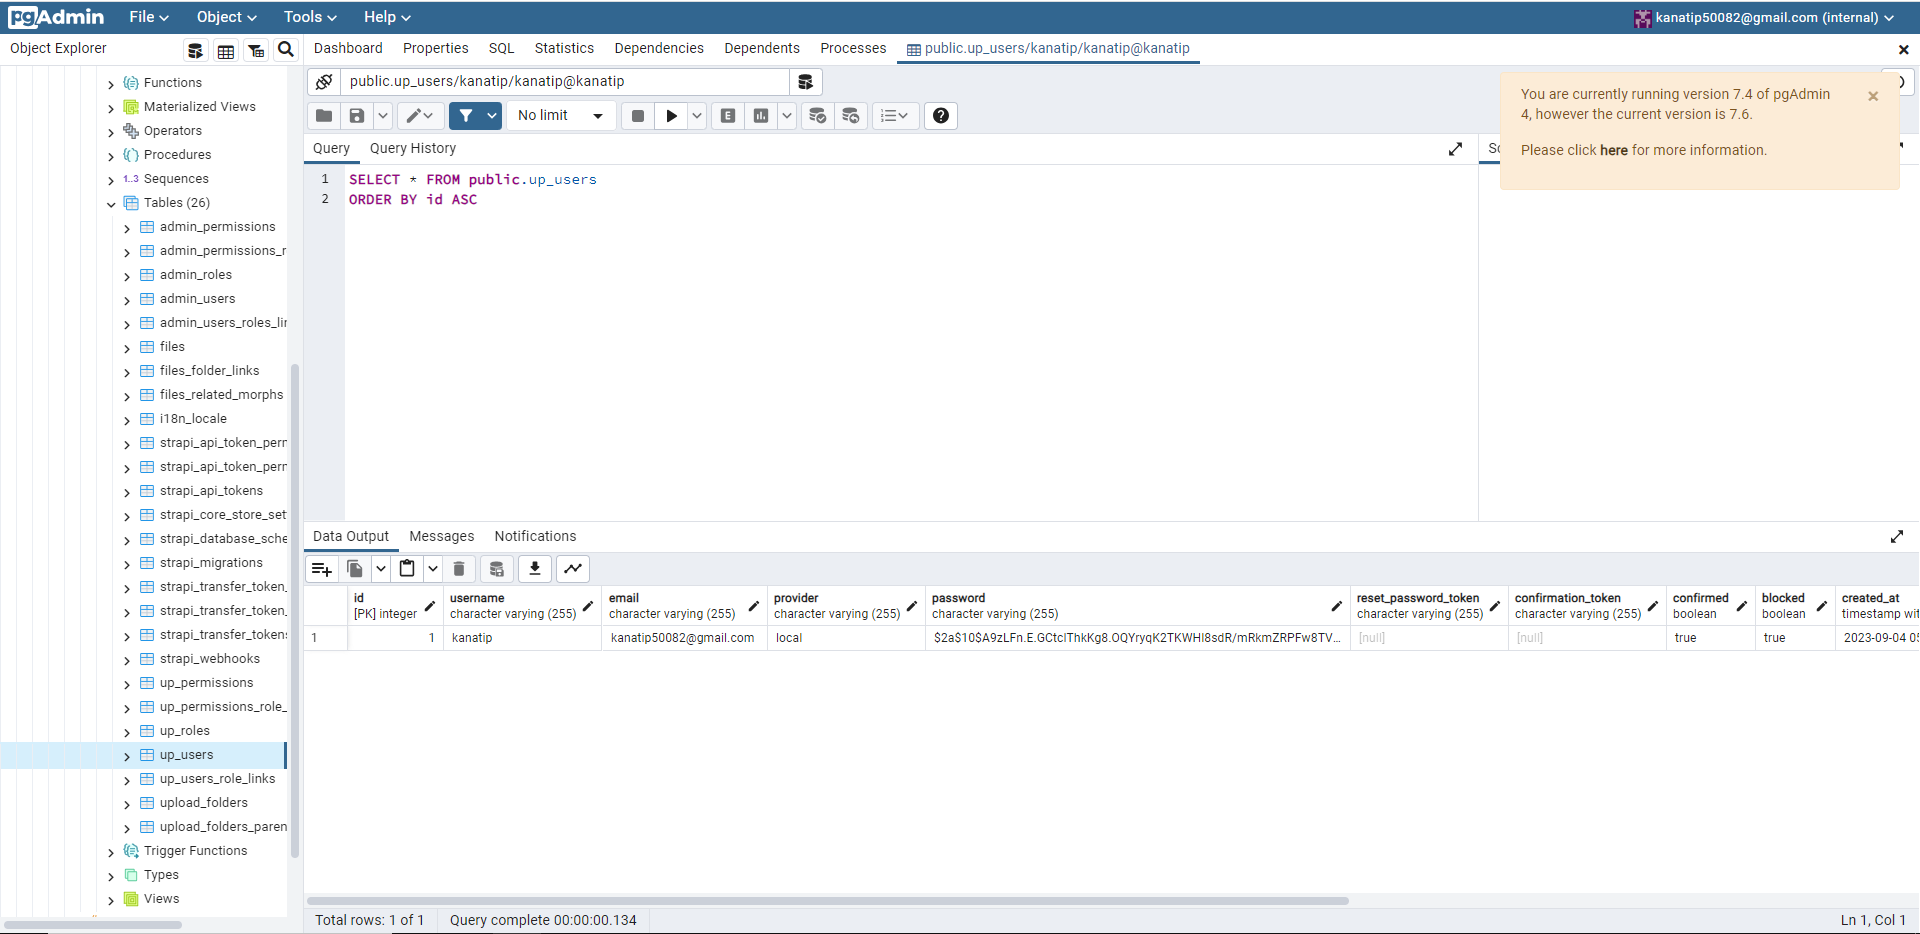 pgAdmin File Object Tools Help kanatip50082@gmail.com (internal)
Object Explorer
Dashboard Properties SQL Statistics Dependencies Dependents Processes public.up_users/kanatip/kanatip@kanatip
public.up_users/kanatip/kanatip@kanatip
No limit E
You are currently running version 7.4 of pgAdmin
4, however the current version is 7.6.
Please click here for more information.
Query Query History
1 SELECT * FROM public.up_users
2 ORDER BY id ASC
Functions
Materialized Views
Operators
Procedures
1..3 Sequences
Tables (26)
admin_permissions
admin_permissions_r
admin_roles
admin_users
admin_users_roles_lir
files
files_folder_links
files_related_morphs
i18n_locale
strapi_api_token_perr
strapi_api_token_perr
strapi_api_tokens
strapi_core_store_set
strapi_database_sche
strapi_migrations
strapi_transfer_token_
strapi_transfer_token_
strapi_transfer_tokens
strapi_webhooks
up_permissions
up_permissions_role_
up_roles
up_users
up_users_role_links
upload_folders
upload_folders_paren
Trigger Functions
Types
Views
Data Output Messages Notifications
id username email provider password reset_password_token confirmation_token confirmed blocked created_at
[PK] integer character varying (255) character varying (255) character varying (255) character varying (255) character varying (255) character varying (255) boolean boolean timestamp wit
1 1 kanatip kanatip50082@gmail.com local $2a$10$A9zLFn.E.GCtcIThkKg8.OQYryqK2TKWHI8sdR/mRkmZRPFw8TV... [null] [null] true true 2023-09-04 05
Total rows: 1 of 1 Query complete 00:00:00.134 Ln 1, Col 1